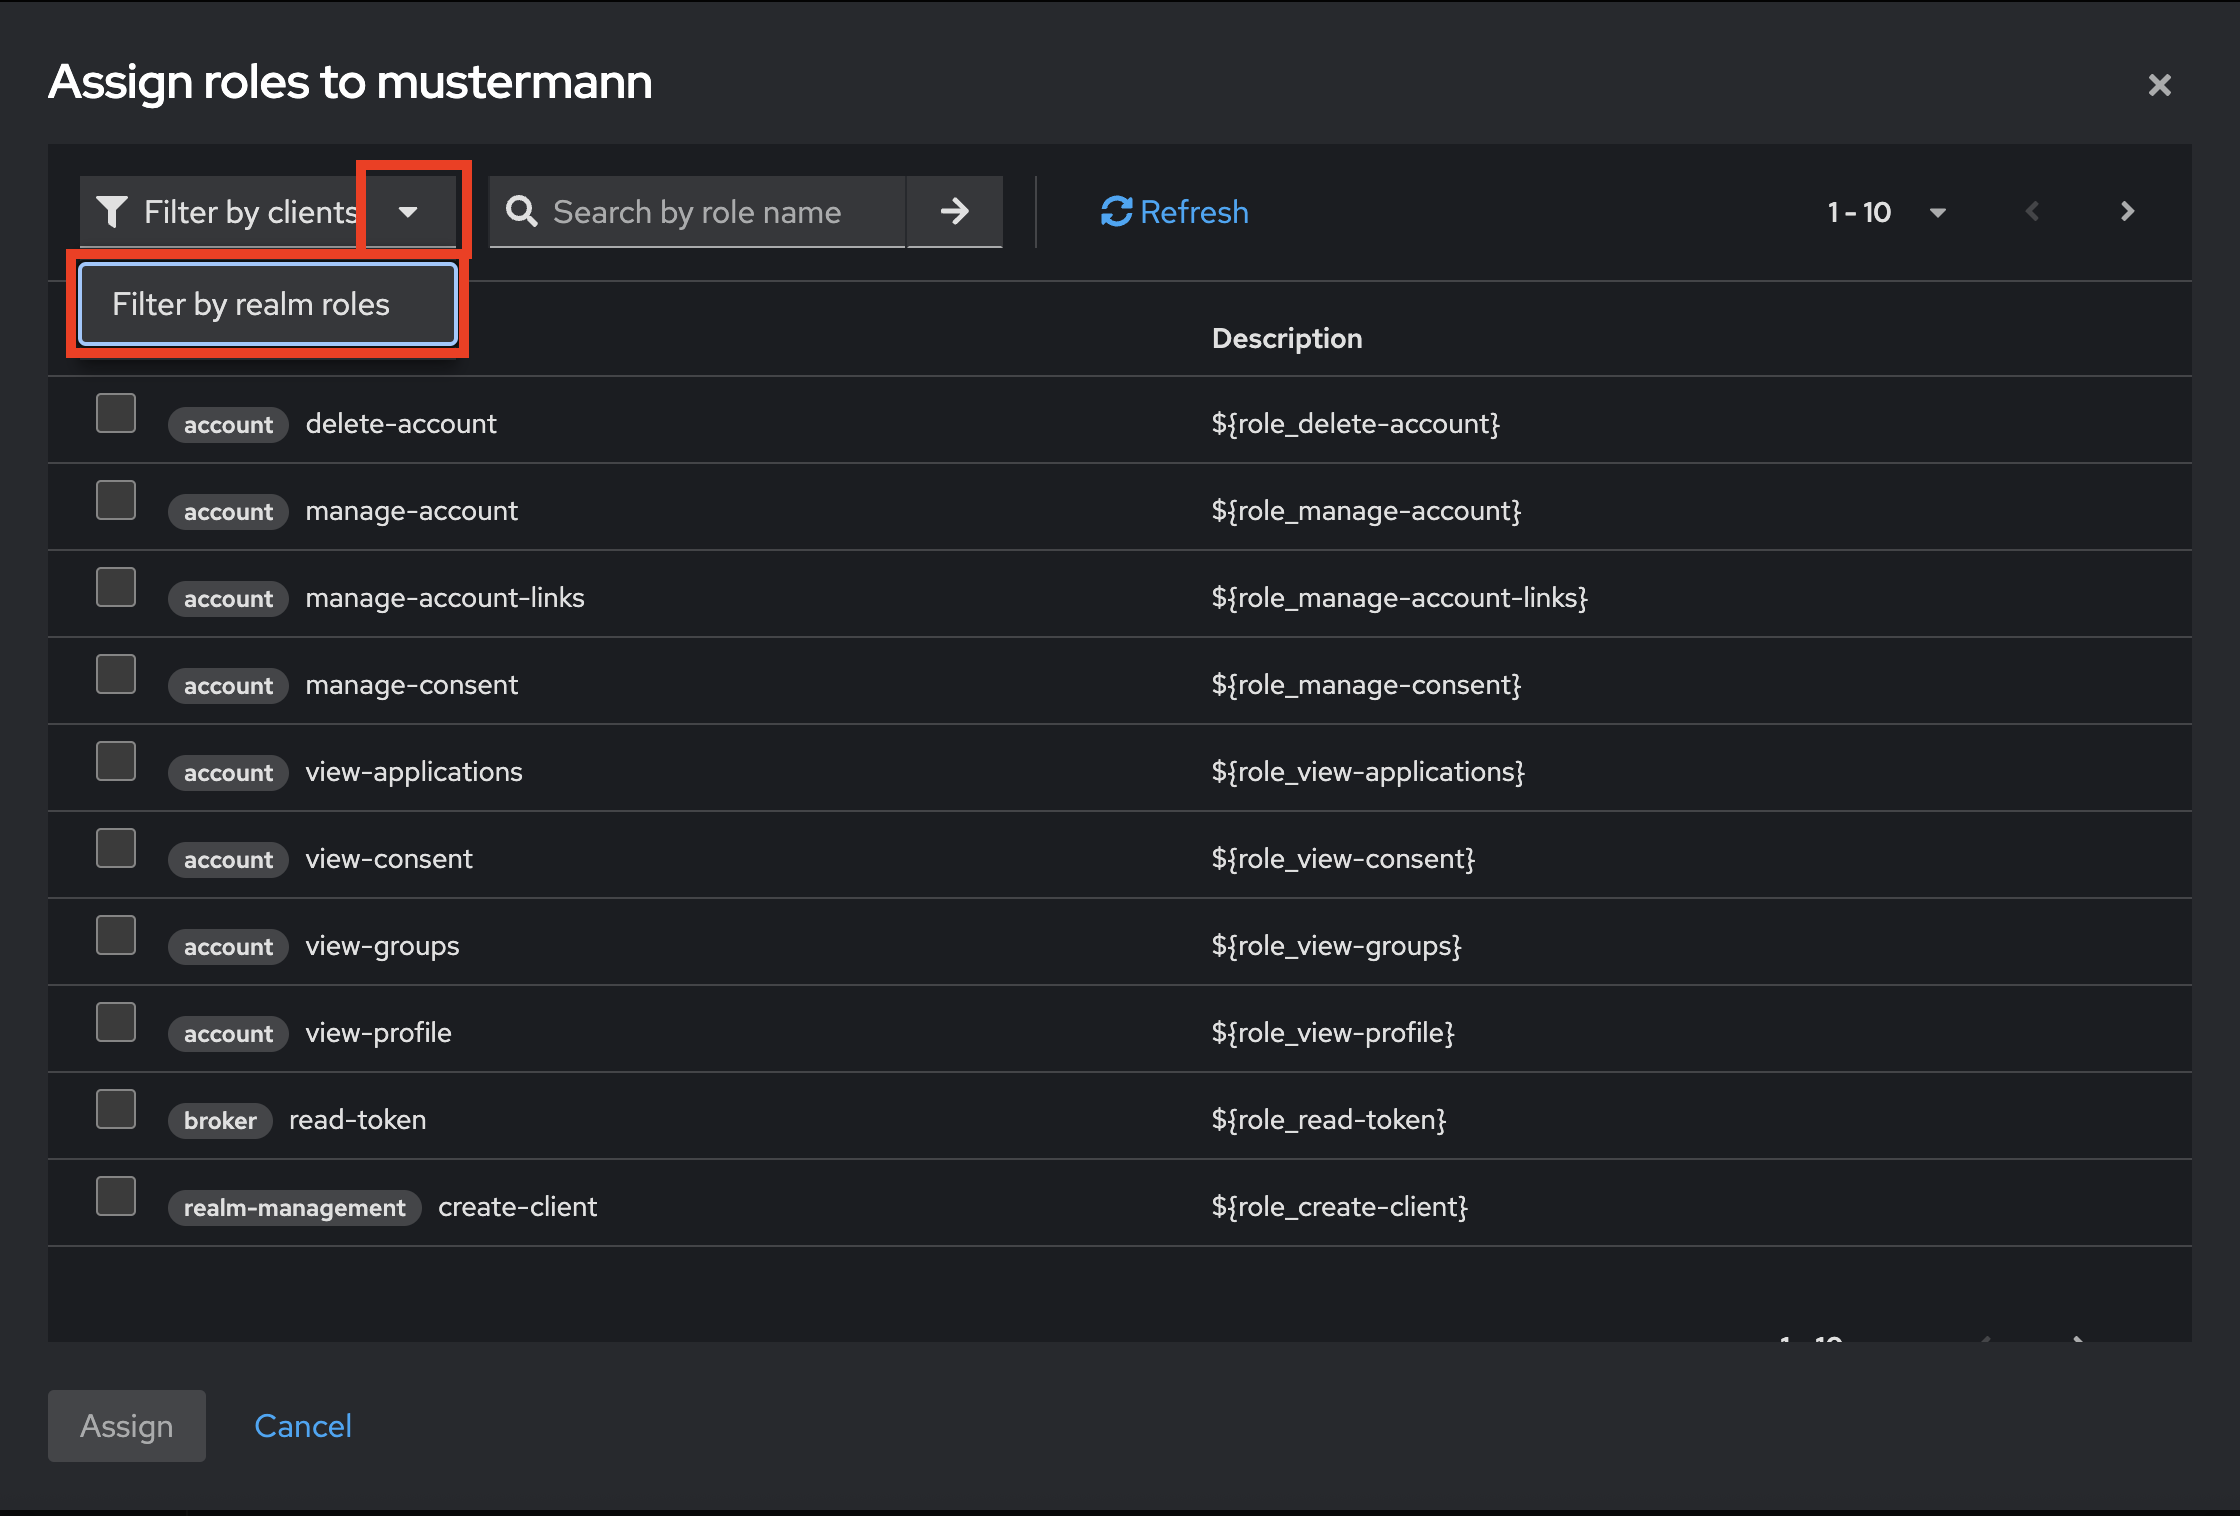 Assign roles to mustermann
Filter by clients
Search by role name
Refresh
1 - 10
Filter by realm roles
Description
account delete-account ${role_delete-account}
account manage-account ${role_manage-account}
account manage-account-links ${role_manage-account-links}
account manage-consent ${role_manage-consent}
account view-applications ${role_view-applications}
account view-consent ${role_view-consent}
account view-groups ${role_view-groups}
account view-profile ${role_view-profile}
broker read-token ${role_read-token}
realm-management create-client ${role_create-client}
1 - 10
Assign
Cancel